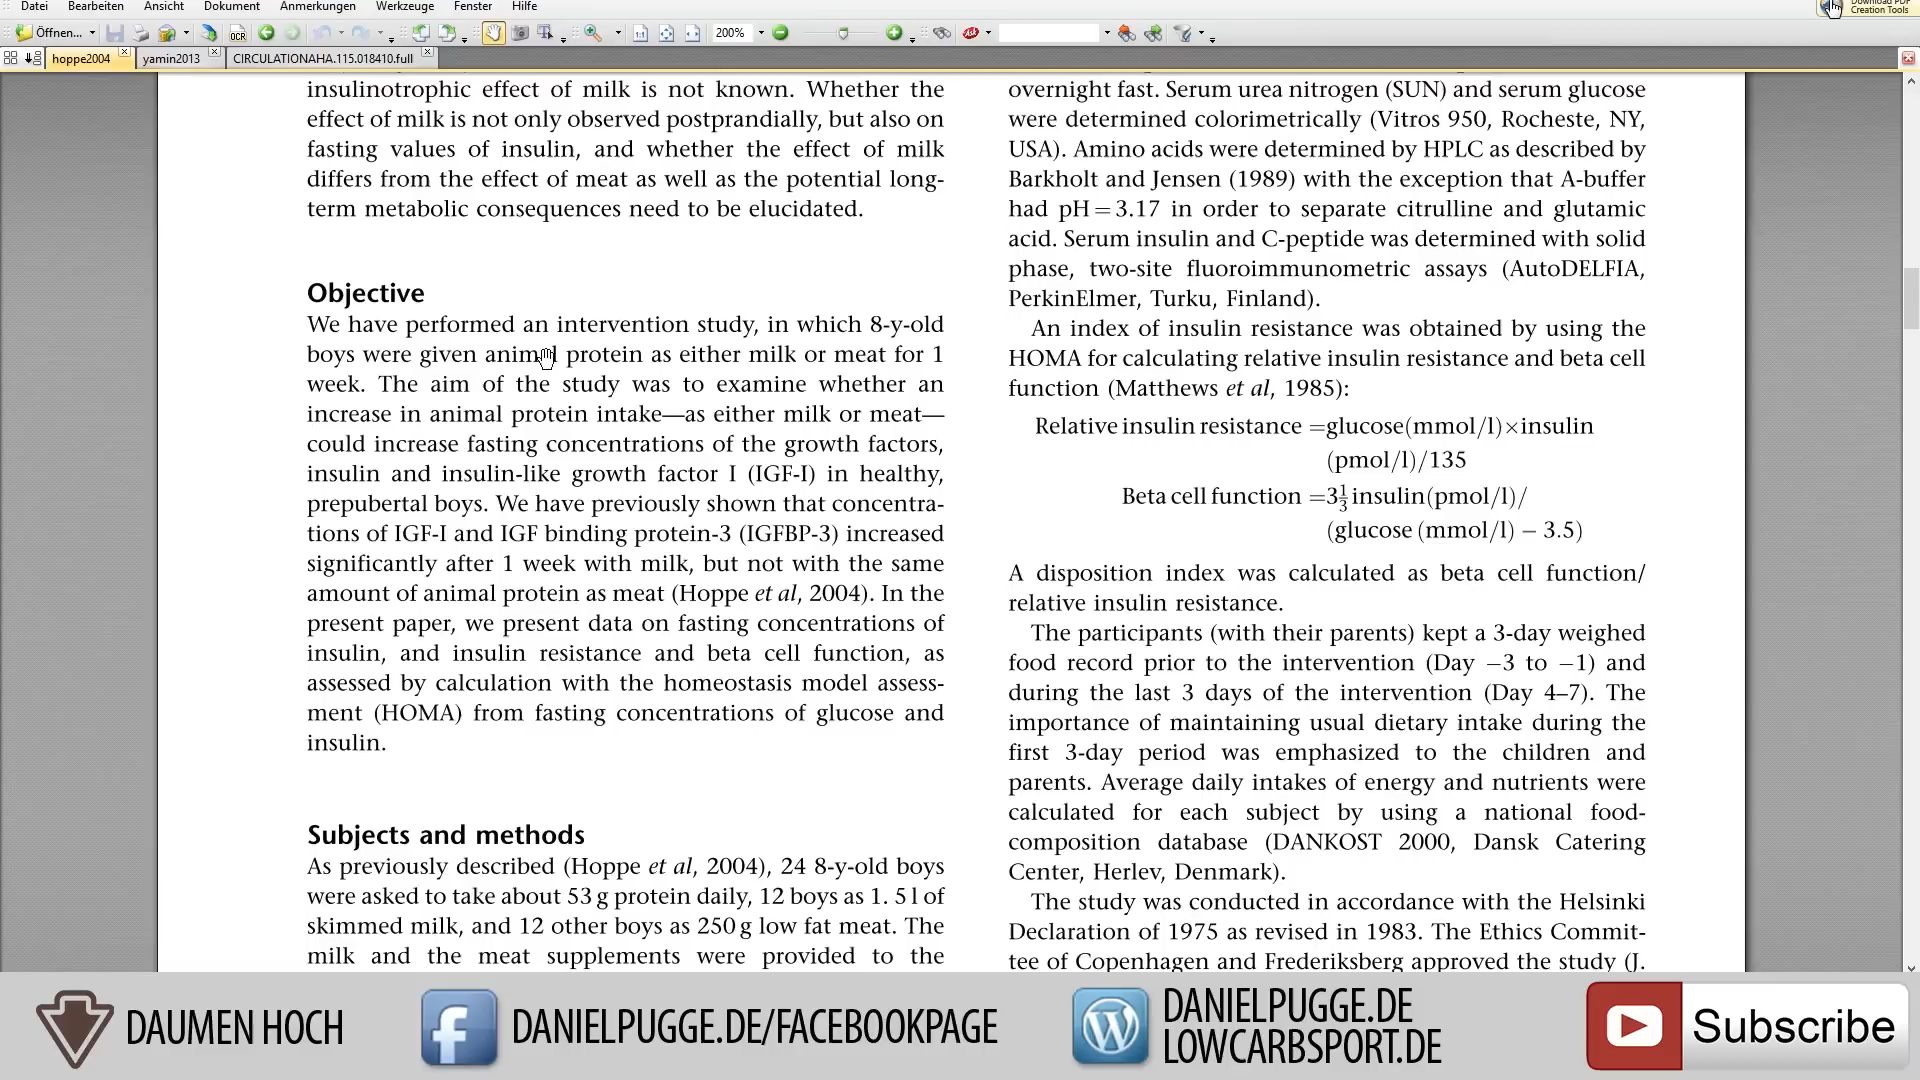 Datei Bearbeiten Ansicht Dokument Anmerkungen Werkzeuge Fenster Hilfe
Download PDF
Creation Tools
Öffnen... OCR 200%
hoppe2004 yamin2013 CIRCULATIONAHA.115.018410.full
insulinotrophic effect of milk is not known. Whether the
effect of milk is not only observed postprandially, but also on
fasting values of insulin, and whether the effect of milk
differs from the effect of meat as well as the potential long-
term metabolic consequences need to be elucidated.
Objective
We have performed an intervention study, in which 8-y-old
boys were given animal protein as either milk or meat for 1
week. The aim of the study was to examine whether an
increase in animal protein intake—as either milk or meat—
could increase fasting concentrations of the growth factors,
insulin and insulin-like growth factor I (IGF-I) in healthy,
prepubertal boys. We have previously shown that concentra-
tions of IGF-I and IGF binding protein-3 (IGFBP-3) increased
significantly after 1 week with milk, but not with the same
amount of animal protein as meat (Hoppe et al, 2004). In the
present paper, we present data on fasting concentrations of
insulin, and insulin resistance and beta cell function, as
assessed by calculation with the homeostasis model assess-
ment (HOMA) from fasting concentrations of glucose and
insulin.
Subjects and methods
As previously described (Hoppe et al, 2004), 24 8-y-old boys
were asked to take about 53 g protein daily, 12 boys as 1. 5 l of
skimmed milk, and 12 other boys as 250 g low fat meat. The
milk and the meat supplements were provided to the
overnight fast. Serum urea nitrogen (SUN) and serum glucose
were determined colorimetrically (Vitros 950, Rocheste, NY,
USA). Amino acids were determined by HPLC as described by
Barkholt and Jensen (1989) with the exception that A-buffer
had pH = 3.17 in order to separate citrulline and glutamic
acid. Serum insulin and C-peptide was determined with solid
phase, two-site fluoroimmunometric assays (AutoDELFIA,
PerkinElmer, Turku, Finland).
An index of insulin resistance was obtained by using the
HOMA for calculating relative insulin resistance and beta cell
function (Matthews et al, 1985):
Relative insulin resistance =glucose(mmol/l)×insulin
(pmol/l)/135
Beta cell function =3⅓ insulin(pmol/l)/
(glucose (mmol/l) − 3.5)
A disposition index was calculated as beta cell function/
relative insulin resistance.
The participants (with their parents) kept a 3-day weighed
food record prior to the intervention (Day −3 to −1) and
during the last 3 days of the intervention (Day 4–7). The
importance of maintaining usual dietary intake during the
first 3-day period was emphasized to the children and
parents. Average daily intakes of energy and nutrients were
calculated for each subject by using a national food-
composition database (DANKOST 2000, Dansk Catering
Center, Herlev, Denmark).
The study was conducted in accordance with the Helsinki
Declaration of 1975 as revised in 1983. The Ethics Commit-
tee of Copenhagen and Frederiksberg approved the study (J.
DAUMEN HOCH
DANIELPUGGE.DE/FACEBOOKPAGE
DANIELPUGGE.DE
LOWCARBSPORT.DE
Subscribe